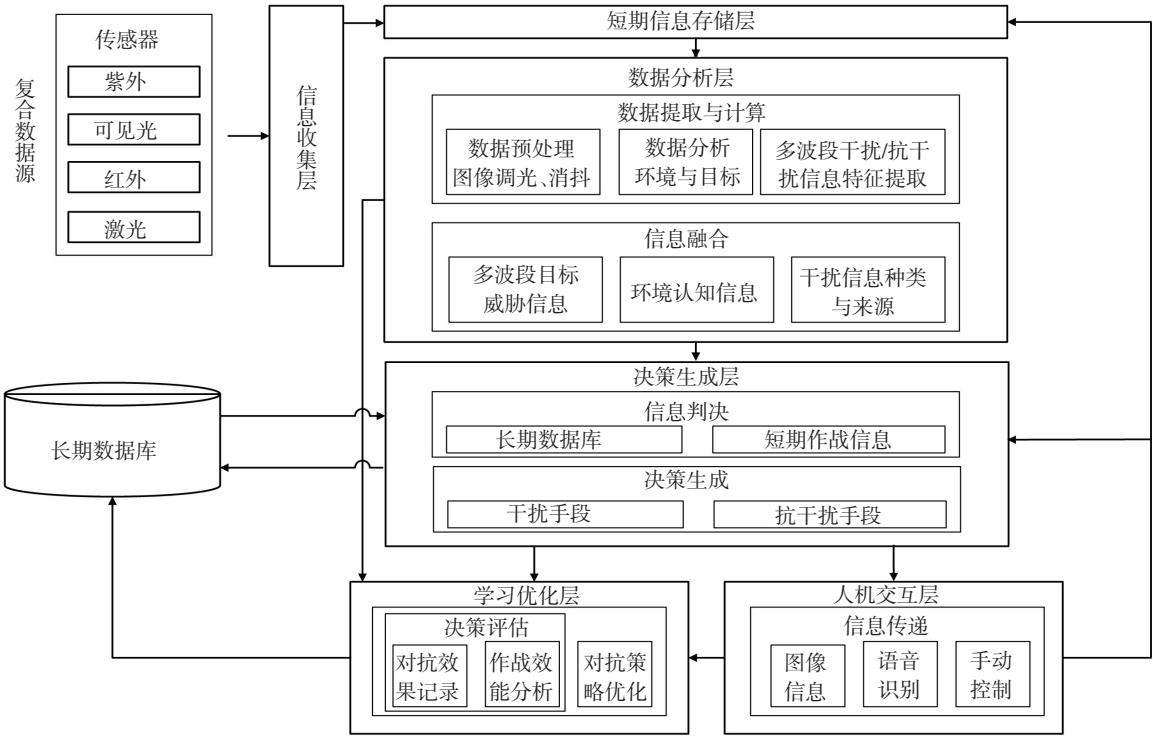 复合数据源
传感器
紫外
可见光
红外
激光
信息收集层
短期信息存储层
数据分析层
数据提取与计算
数据预处理
图像调光、消抖
数据分析
环境与目标
多波段干扰/抗干
扰信息特征提取
信息融合
多波段目标
威胁信息
环境认知信息
干扰信息种类
与来源
决策生成层
信息判决
长期数据库
短期作战信息
决策生成
干扰手段
抗干扰手段
长期数据库
学习优化层
决策评估
对抗效
果记录
作战效
能分析
对抗策
略优化
人机交互层
信息传递
图像
信息
语音
识别
手动
控制